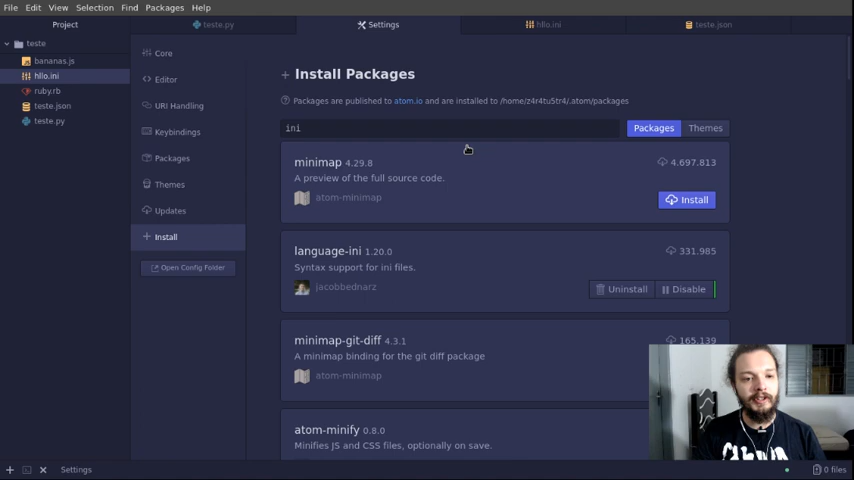 File Edit View Selection Find Packages Help
Project
teste.py
Settings
hllo.ini
teste.json
teste
bananas.js
hllo.ini
ruby.rb
teste.json
teste.py
Core
Editor
URI Handling
Keybindings
Packages
Themes
Updates
Install
Open Config Folder
Install Packages
Packages are published to atom.io and are installed to /home/z4r4tu5tr4/.atom/packages
ini
Packages Themes
minimap 4.29.8 4.697.813
A preview of the full source code.
atom-minimap Install
language-ini 1.20.0 331.985
Syntax support for ini files.
jacobbednarz Uninstall Disable
minimap-git-diff 4.3.1 165.139
A minimap binding for the git diff package
atom-minimap
atom-minify 0.8.0
Minifies JS and CSS files, optionally on save.
Settings 0 files